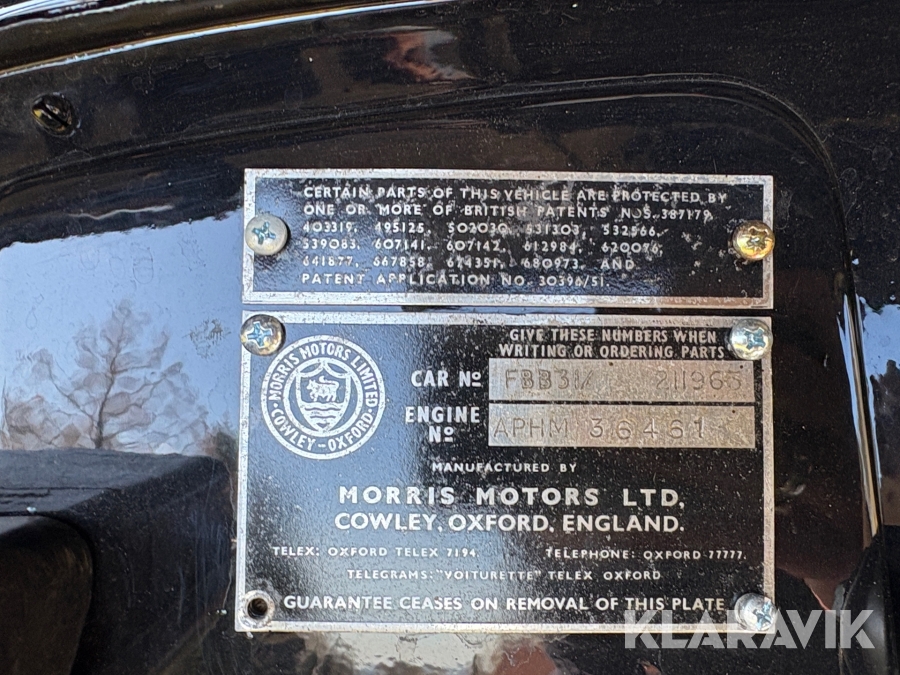 CERTAIN PARTS OF THIS VEHICLE ARE PROTECTED BY
ONE OR MORE OF BRITISH PATENTS NOS 387179,
403319, 495125, 502030, 531303, 532566,
539083, 607141, 607142, 612984, 620076,
641877, 667858, 674351, 680973, AND
PATENT APPLICATION NO. 30396/51.
GIVE THESE NUMBERS WHEN
WRITING OR ORDERING PARTS
MORRIS MOTORS LIMITED
COWLEY-OXFORD
CAR Nº FBB31/ 211963
ENGINE Nº APHM 36461
MANUFACTURED BY
MORRIS MOTORS LTD,
COWLEY, OXFORD, ENGLAND.
TELEX: OXFORD TELEX 7194. TELEPHONE: OXFORD 77777.
TELEGRAMS: "VOITURETTE" TELEX OXFORD
GUARANTEE CEASES ON REMOVAL OF THIS PLATE
KLARAVIK